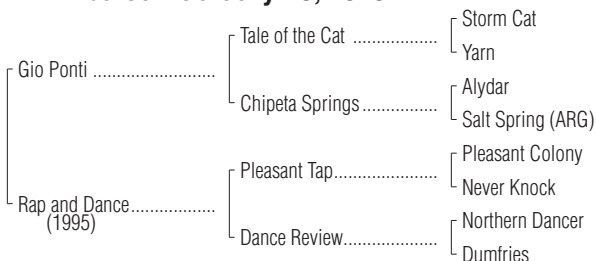 Storm Cat
Tale of the Cat ..................
Yarn
Gio Ponti ..........................
Alydar
Chipeta Springs ................
Salt Spring (ARG)
Pleasant Colony
Pleasant Tap......................
Never Knock
Rap and Dance..................
(1995)
Northern Dancer
Dance Review....................
Dumfries